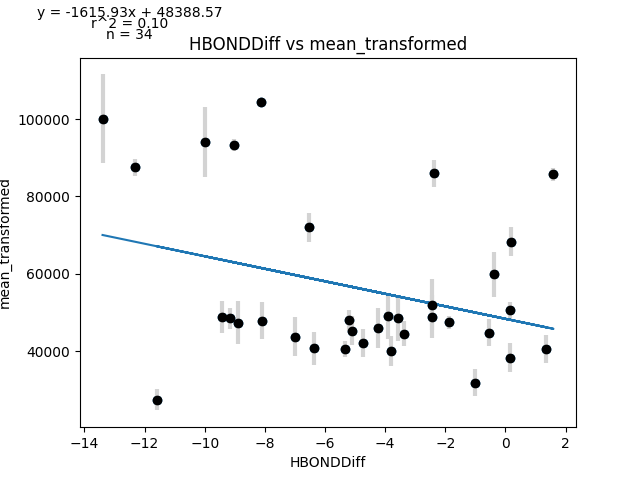 y = -1615.93x + 48388.57
r^2 = 0.10
n = 34
HBONDDiff vs mean_transformed
mean_transformed
100000
80000
60000
40000
−14
−12
−10
−8
−6
−4
−2
0
2
HBONDDiff